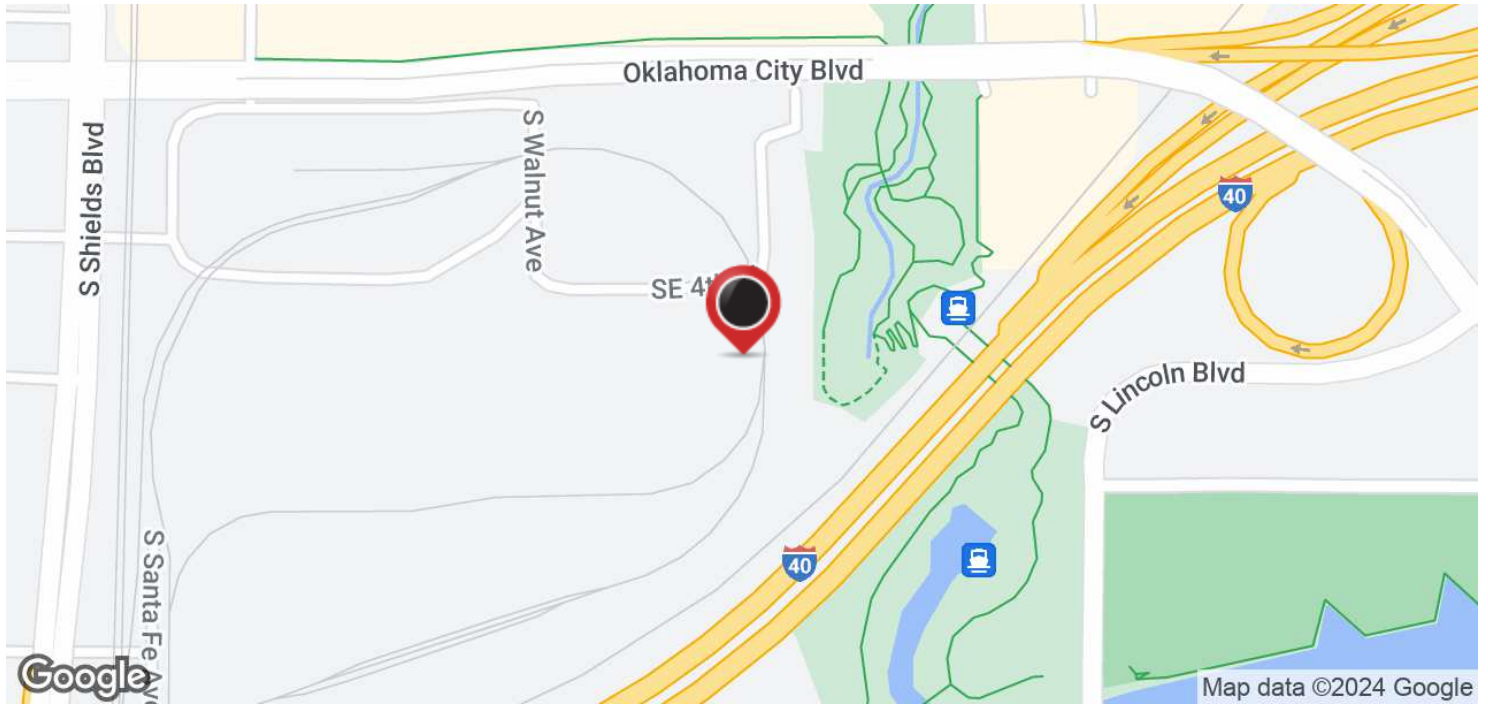 Oklahoma City Blvd
S Shields Blvd
S Walnut Ave
SE 4t
40
S Lincoln Blvd
40
S Santa Fe Ave
Google
Map data ©2024 Google